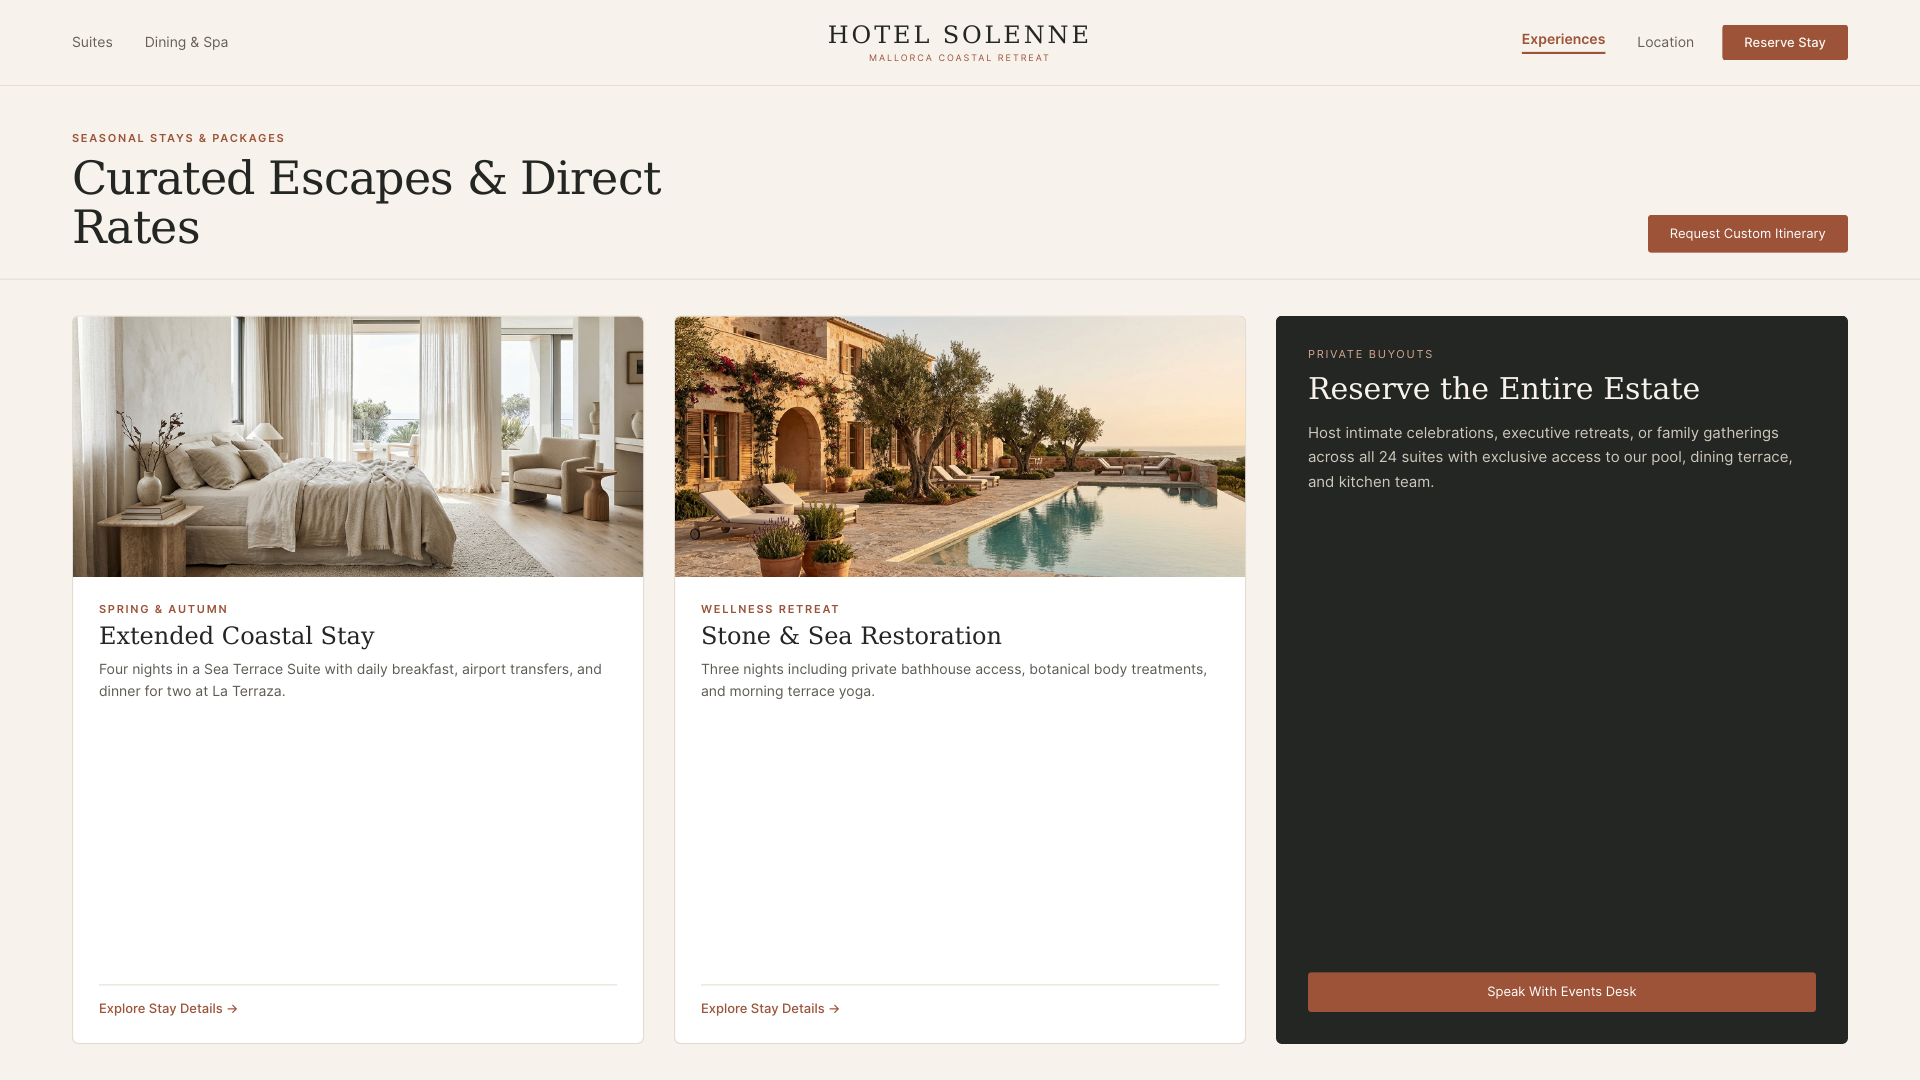 Suites
Dining & Spa
HOTEL SOLENNE
MALLORCA COASTAL RETREAT
Experiences
Location
Reserve Stay
SEASONAL STAYS & PACKAGES
Curated Escapes & Direct
Rates
Request Custom Itinerary
SPRING & AUTUMN
Extended Coastal Stay
Four nights in a Sea Terrace Suite with daily breakfast, airport transfers, and
dinner for two at La Terraza.
Explore Stay Details →
WELLNESS RETREAT
Stone & Sea Restoration
Three nights including private bathhouse access, botanical body treatments,
and morning terrace yoga.
Explore Stay Details →
PRIVATE BUYOUTS
Reserve the Entire Estate
Host intimate celebrations, executive retreats, or family gatherings
across all 24 suites with exclusive access to our pool, dining terrace,
and kitchen team.
Speak With Events Desk